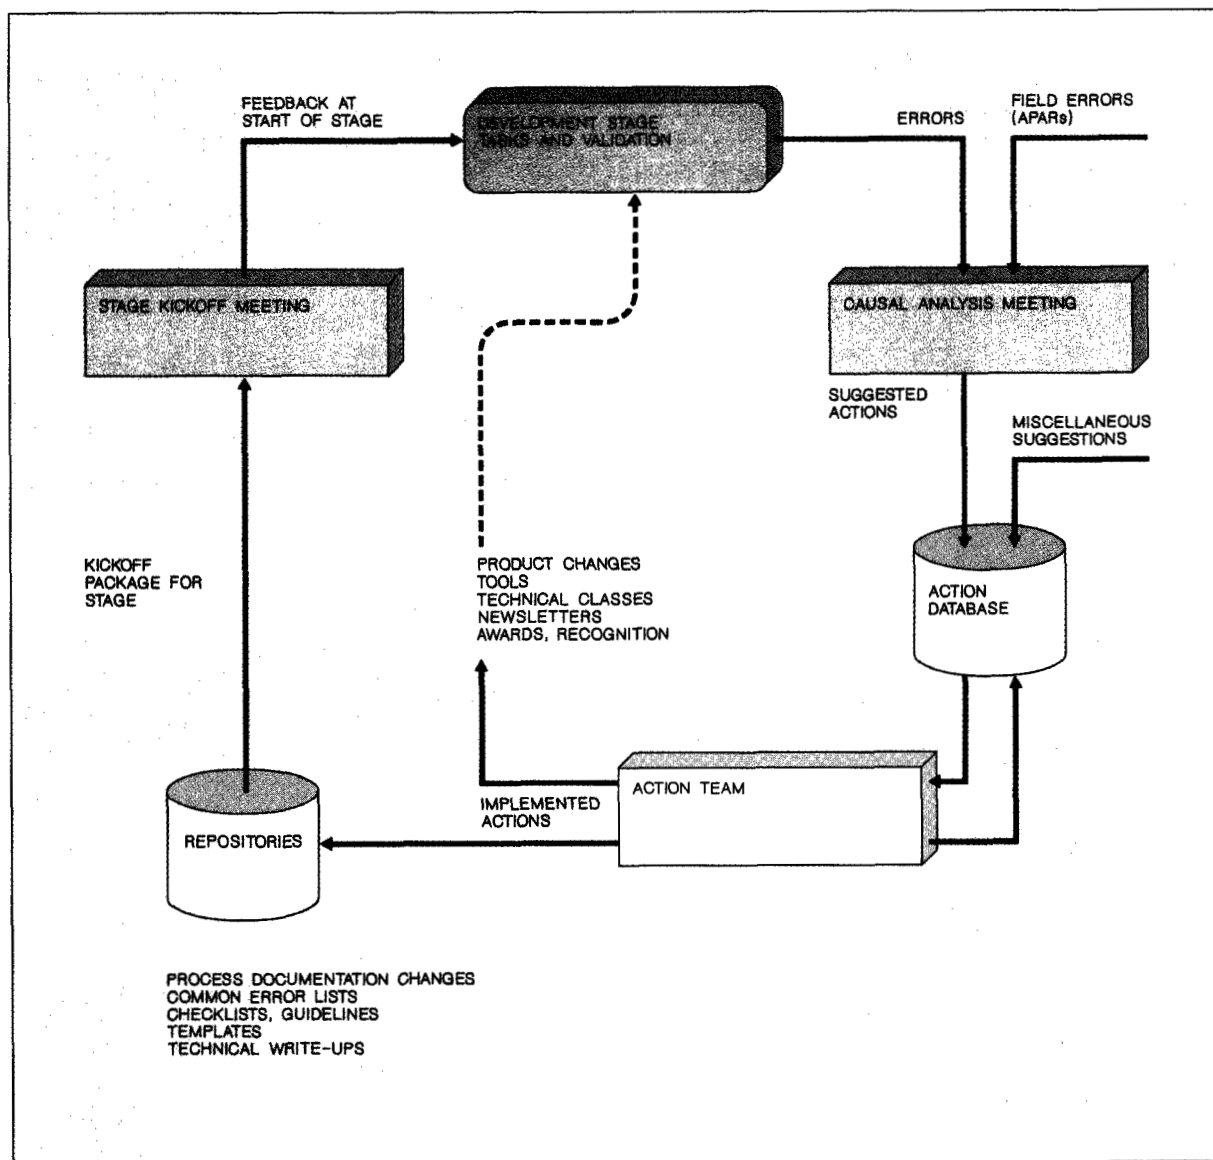 FEEDBACK AT
START OF STAGE
DEVELOPMENT STAGE
TASKS AND VALIDATION
ERRORS
FIELD ERRORS
(APARs)
STAGE KICKOFF MEETING
CAUSAL ANALYSIS MEETING
SUGGESTED
ACTIONS
MISCELLANEOUS
SUGGESTIONS
KICKOFF
PACKAGE FOR
STAGE
PRODUCT CHANGES
TOOLS
TECHNICAL CLASSES
NEWSLETTERS
AWARDS, RECOGNITION
ACTION
DATABASE
ACTION TEAM
IMPLEMENTED
ACTIONS
REPOSITORIES
PROCESS DOCUMENTATION CHANGES
COMMON ERROR LISTS
CHECKLISTS, GUIDELINES
TEMPLATES
TECHNICAL WRITE-UPS